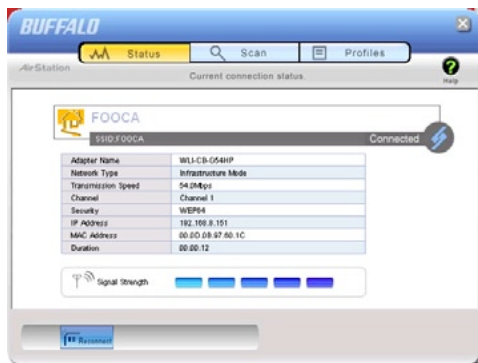 BUFFALO
Status
Scan
Profiles
AirStation
Current connection status.
Help
FOOCA
SSID:FOOCA
Connected
Adapter Name WLI-CB-G54HP
Network Type Infrastructure Mode
Transmission Speed 54.0Mbps
Channel Channel 1
Security WEP64
IP Address 192.168.8.151
MAC Address 00.0D.0B.97.60.1C
Duration 00:00:12
Signal Strength
Reconnect